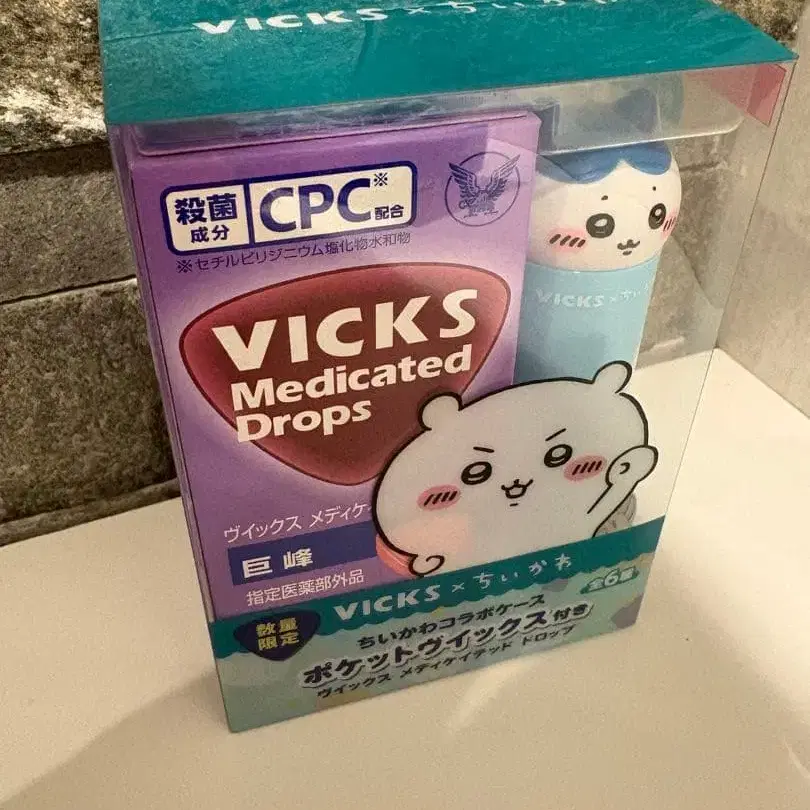 VICKS×ちいかわ
殺菌
成分
CPC※配合
※セチルピリジニウム塩化物水和物
VICKS
Medicated
Drops
VICKS×ちい
ヴイックス メディケ
巨峰
指定医薬部外品
VICKS×ちいかわ
全6種
数量
限定
ちいかわコラボケース
ポケットヴイックス付き
ヴイックス メディケイテッド ドロップ